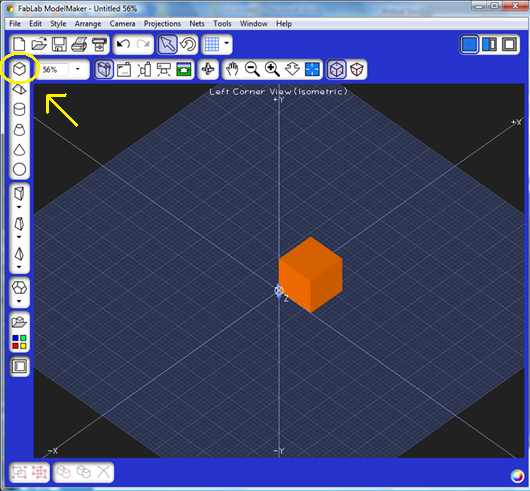 FabLab ModelMaker - Untitled 56%
File Edit Style Arrange Camera Projections Nets Tools Window Help
56%
Left Corner View (Isometric)
+Y
+X
Z
-X
-Y